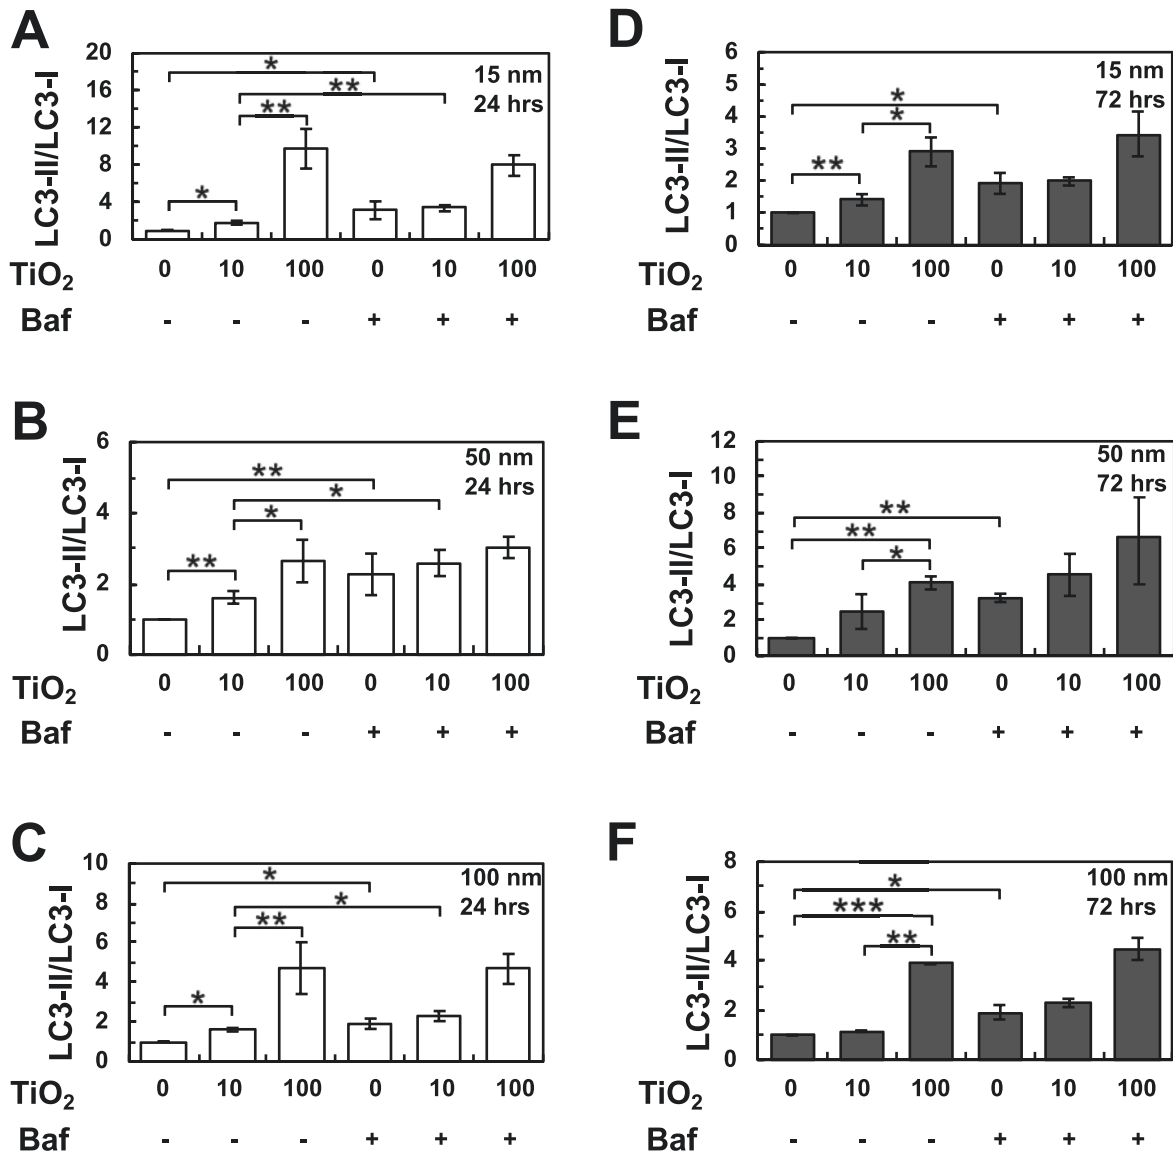 A
20
16
12
8
4
0
LC3-II/LC3-I
15 nm
24 hrs
*
**
**
*
TiO₂ 0 10 100 0 10 100
Baf - - - + + +
D
6
5
4
3
2
1
0
LC3-II/LC3-I
15 nm
72 hrs
*
*
**
TiO₂ 0 10 100 0 10 100
Baf - - - + + +
B
6
4
2
0
LC3-II/LC3-I
50 nm
24 hrs
**
*
*
**
TiO₂ 0 10 100 0 10 100
Baf - - - + + +
E
12
10
8
6
4
2
0
LC3-II/LC3-I
50 nm
72 hrs
**
**
*
TiO₂ 0 10 100 0 10 100
Baf - - - + + +
C
10
8
6
4
2
0
LC3-II/LC3-I
100 nm
24 hrs
*
*
**
*
TiO₂ 0 10 100 0 10 100
Baf - - - + + +
F
8
6
4
2
0
LC3-II/LC3-I
100 nm
72 hrs
*
***
**
TiO₂ 0 10 100 0 10 100
Baf - - - + + +